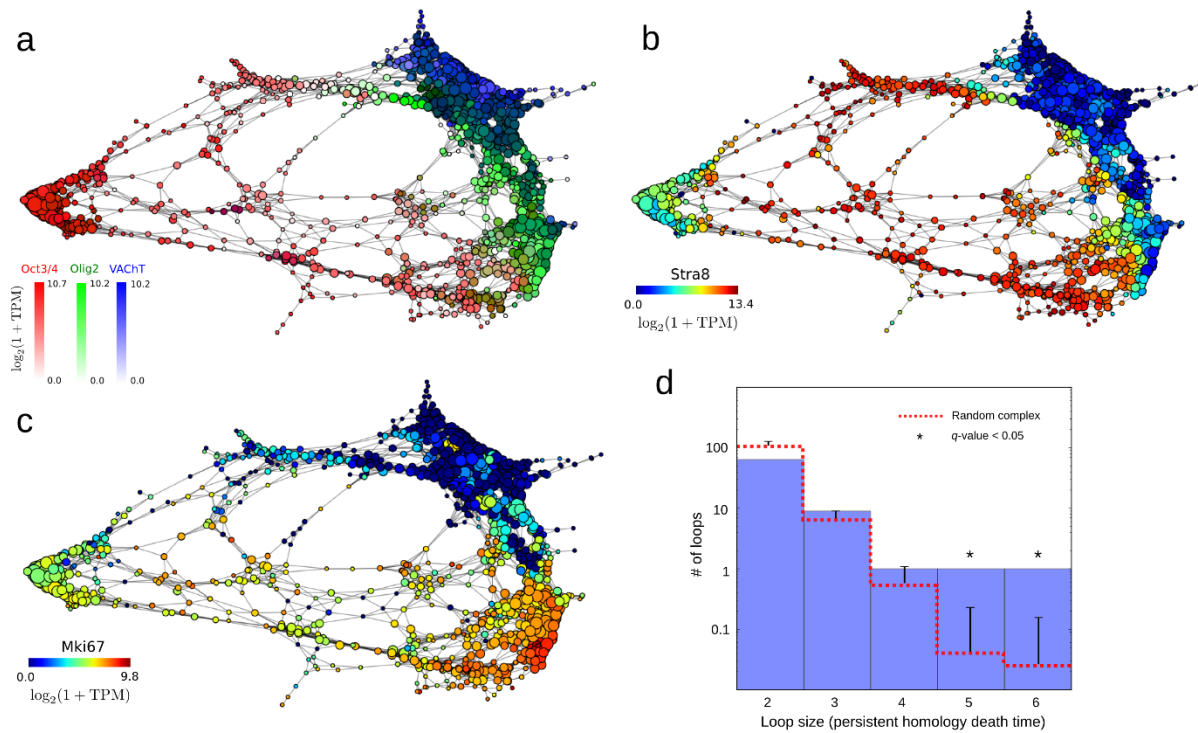 a
Oct3/4 Olig2 VAChT
10.7 10.2 10.2
log2(1 + TPM)
0.0 0.0 0.0
b
Stra8
0.0 13.4
log2(1 + TPM)
c
Mki67
0.0 9.8
log2(1 + TPM)
d
Random complex
* q-value < 0.05
100
10
1
0.1
# of loops
* *
2 3 4 5 6
Loop size (persistent homology death time)